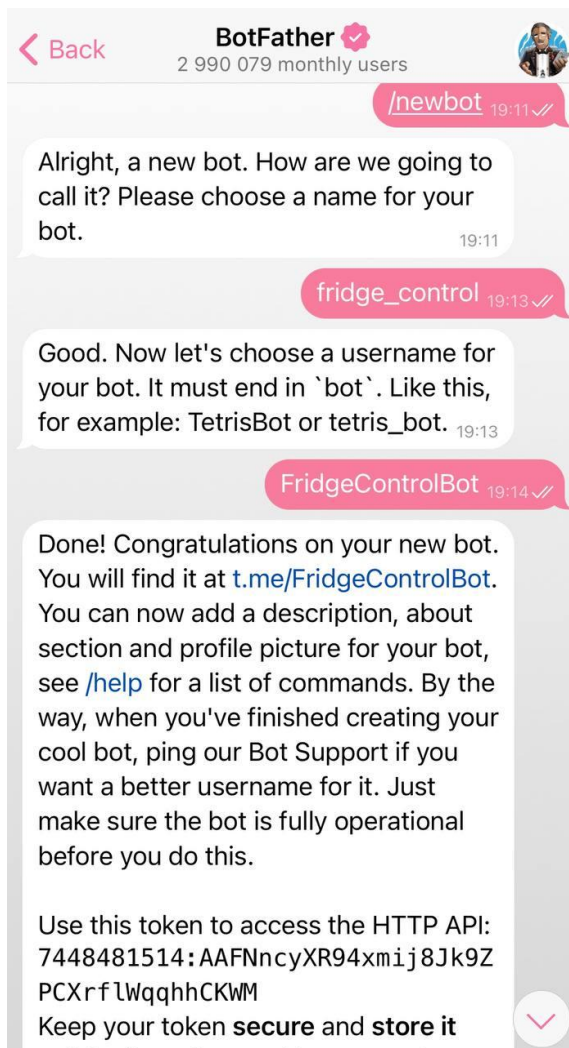 Back
BotFather
2 990 079 monthly users
/newbot 19:11
Alright, a new bot. How are we going to
call it? Please choose a name for your
bot.
19:11
fridge_control 19:13
Good. Now let's choose a username for
your bot. It must end in `bot`. Like this,
for example: TetrisBot or tetris_bot. 19:13
FridgeControlBot 19:14
Done! Congratulations on your new bot.
You will find it at t.me/FridgeControlBot.
You can now add a description, about
section and profile picture for your bot,
see /help for a list of commands. By the
way, when you've finished creating your
cool bot, ping our Bot Support if you
want a better username for it. Just
make sure the bot is fully operational
before you do this.
Use this token to access the HTTP API:
7448481514:AAFNncyXR94xmij8Jk9Z
PCXrflWqqhhCKWM
Keep your token secure and store it